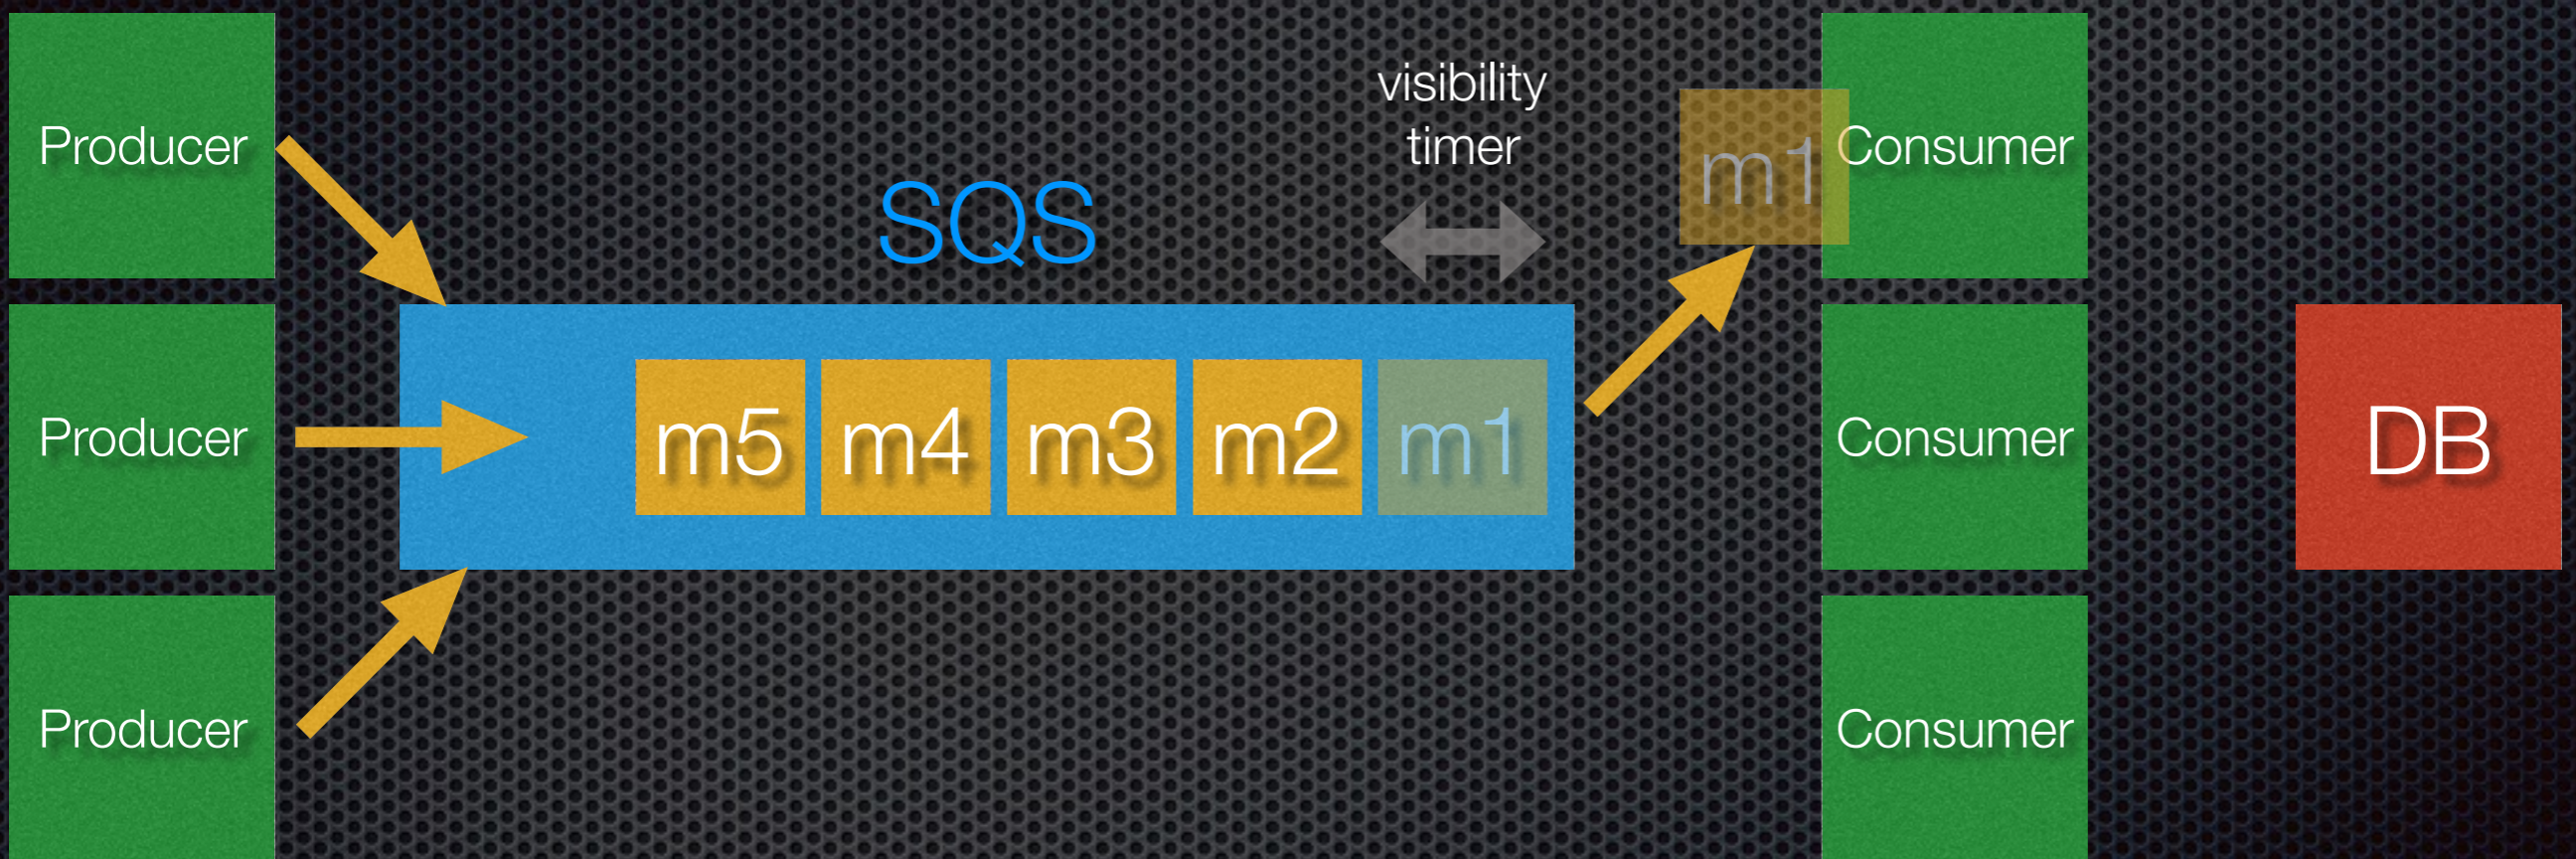 Producer
Producer
Producer
SQS
visibility
timer
m5
m4
m3
m2
m1
m1
Consumer
Consumer
Consumer
DB